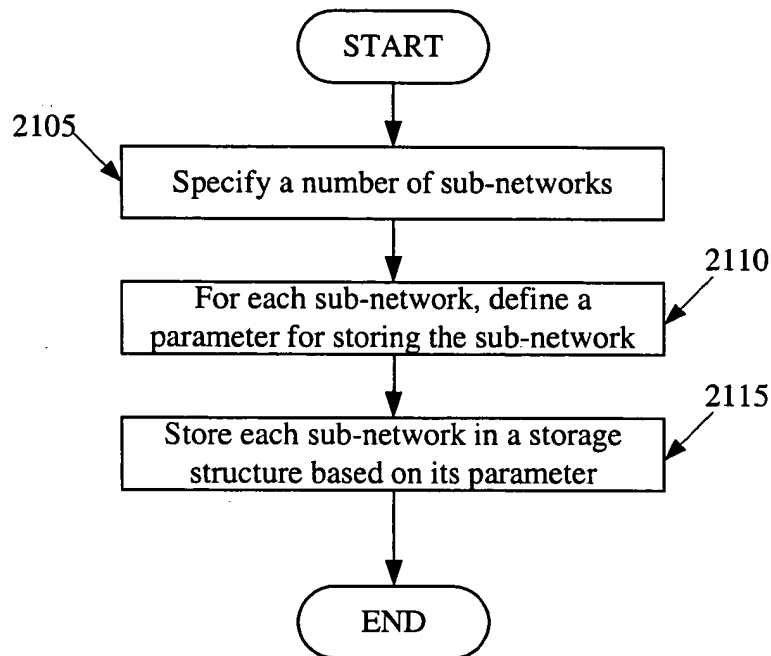 START
2105
Specify a number of sub-networks
2110
For each sub-network, define a
parameter for storing the sub-network
2115
Store each sub-network in a storage
structure based on its parameter
END